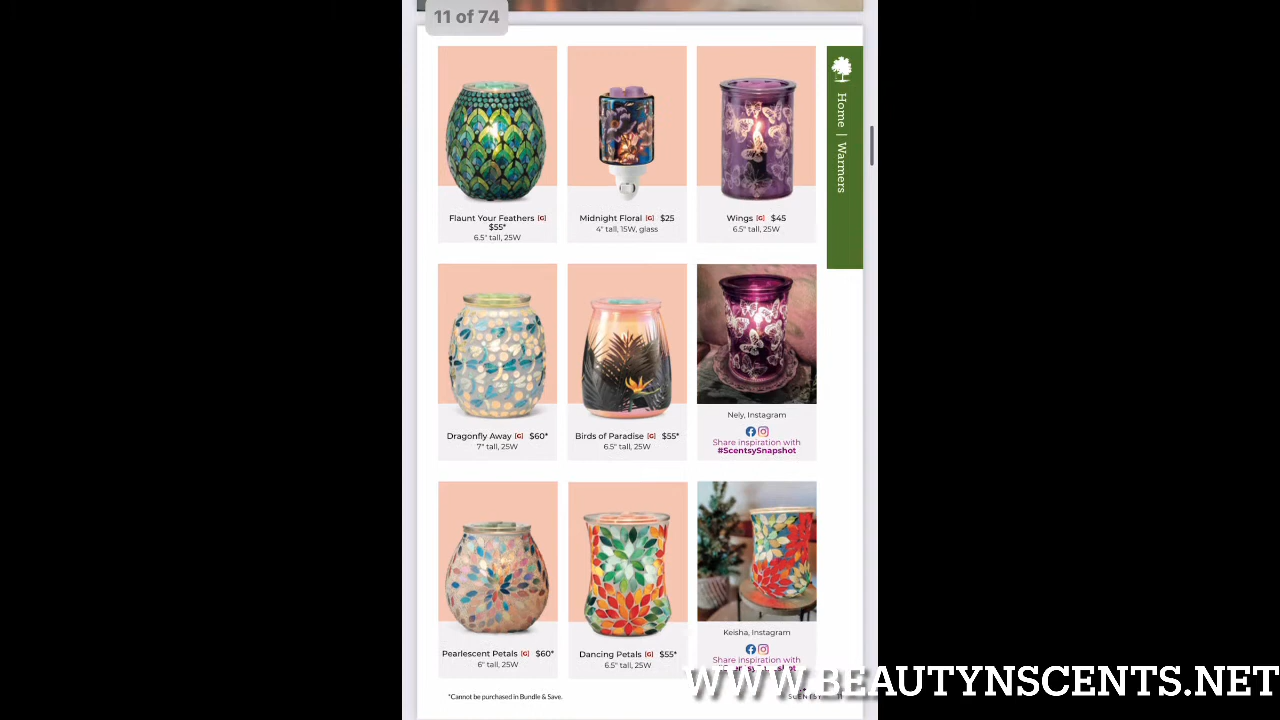 11 of 74
Home | Warmers
Flaunt Your Feathers [G]
$55*
6.5" tall, 25W
Midnight Floral [G] $25
4" tall, 15W, glass
Wings [G] $45
6.5" tall, 25W
Dragonfly Away [G] $60*
7" tall, 25W
Birds of Paradise [G] $55*
6.5" tall, 25W
Nely, Instagram
Share inspiration with
#ScentsySnapshot
Pearlescent Petals [G] $60*
6" tall, 25W
Dancing Petals [G] $55*
6.5" tall, 25W
Keisha, Instagram
Share inspiration with
#ScentsySnapshot
*Cannot be purchased in Bundle & Save.
WWW.BEAUTYNSCENTS.NET